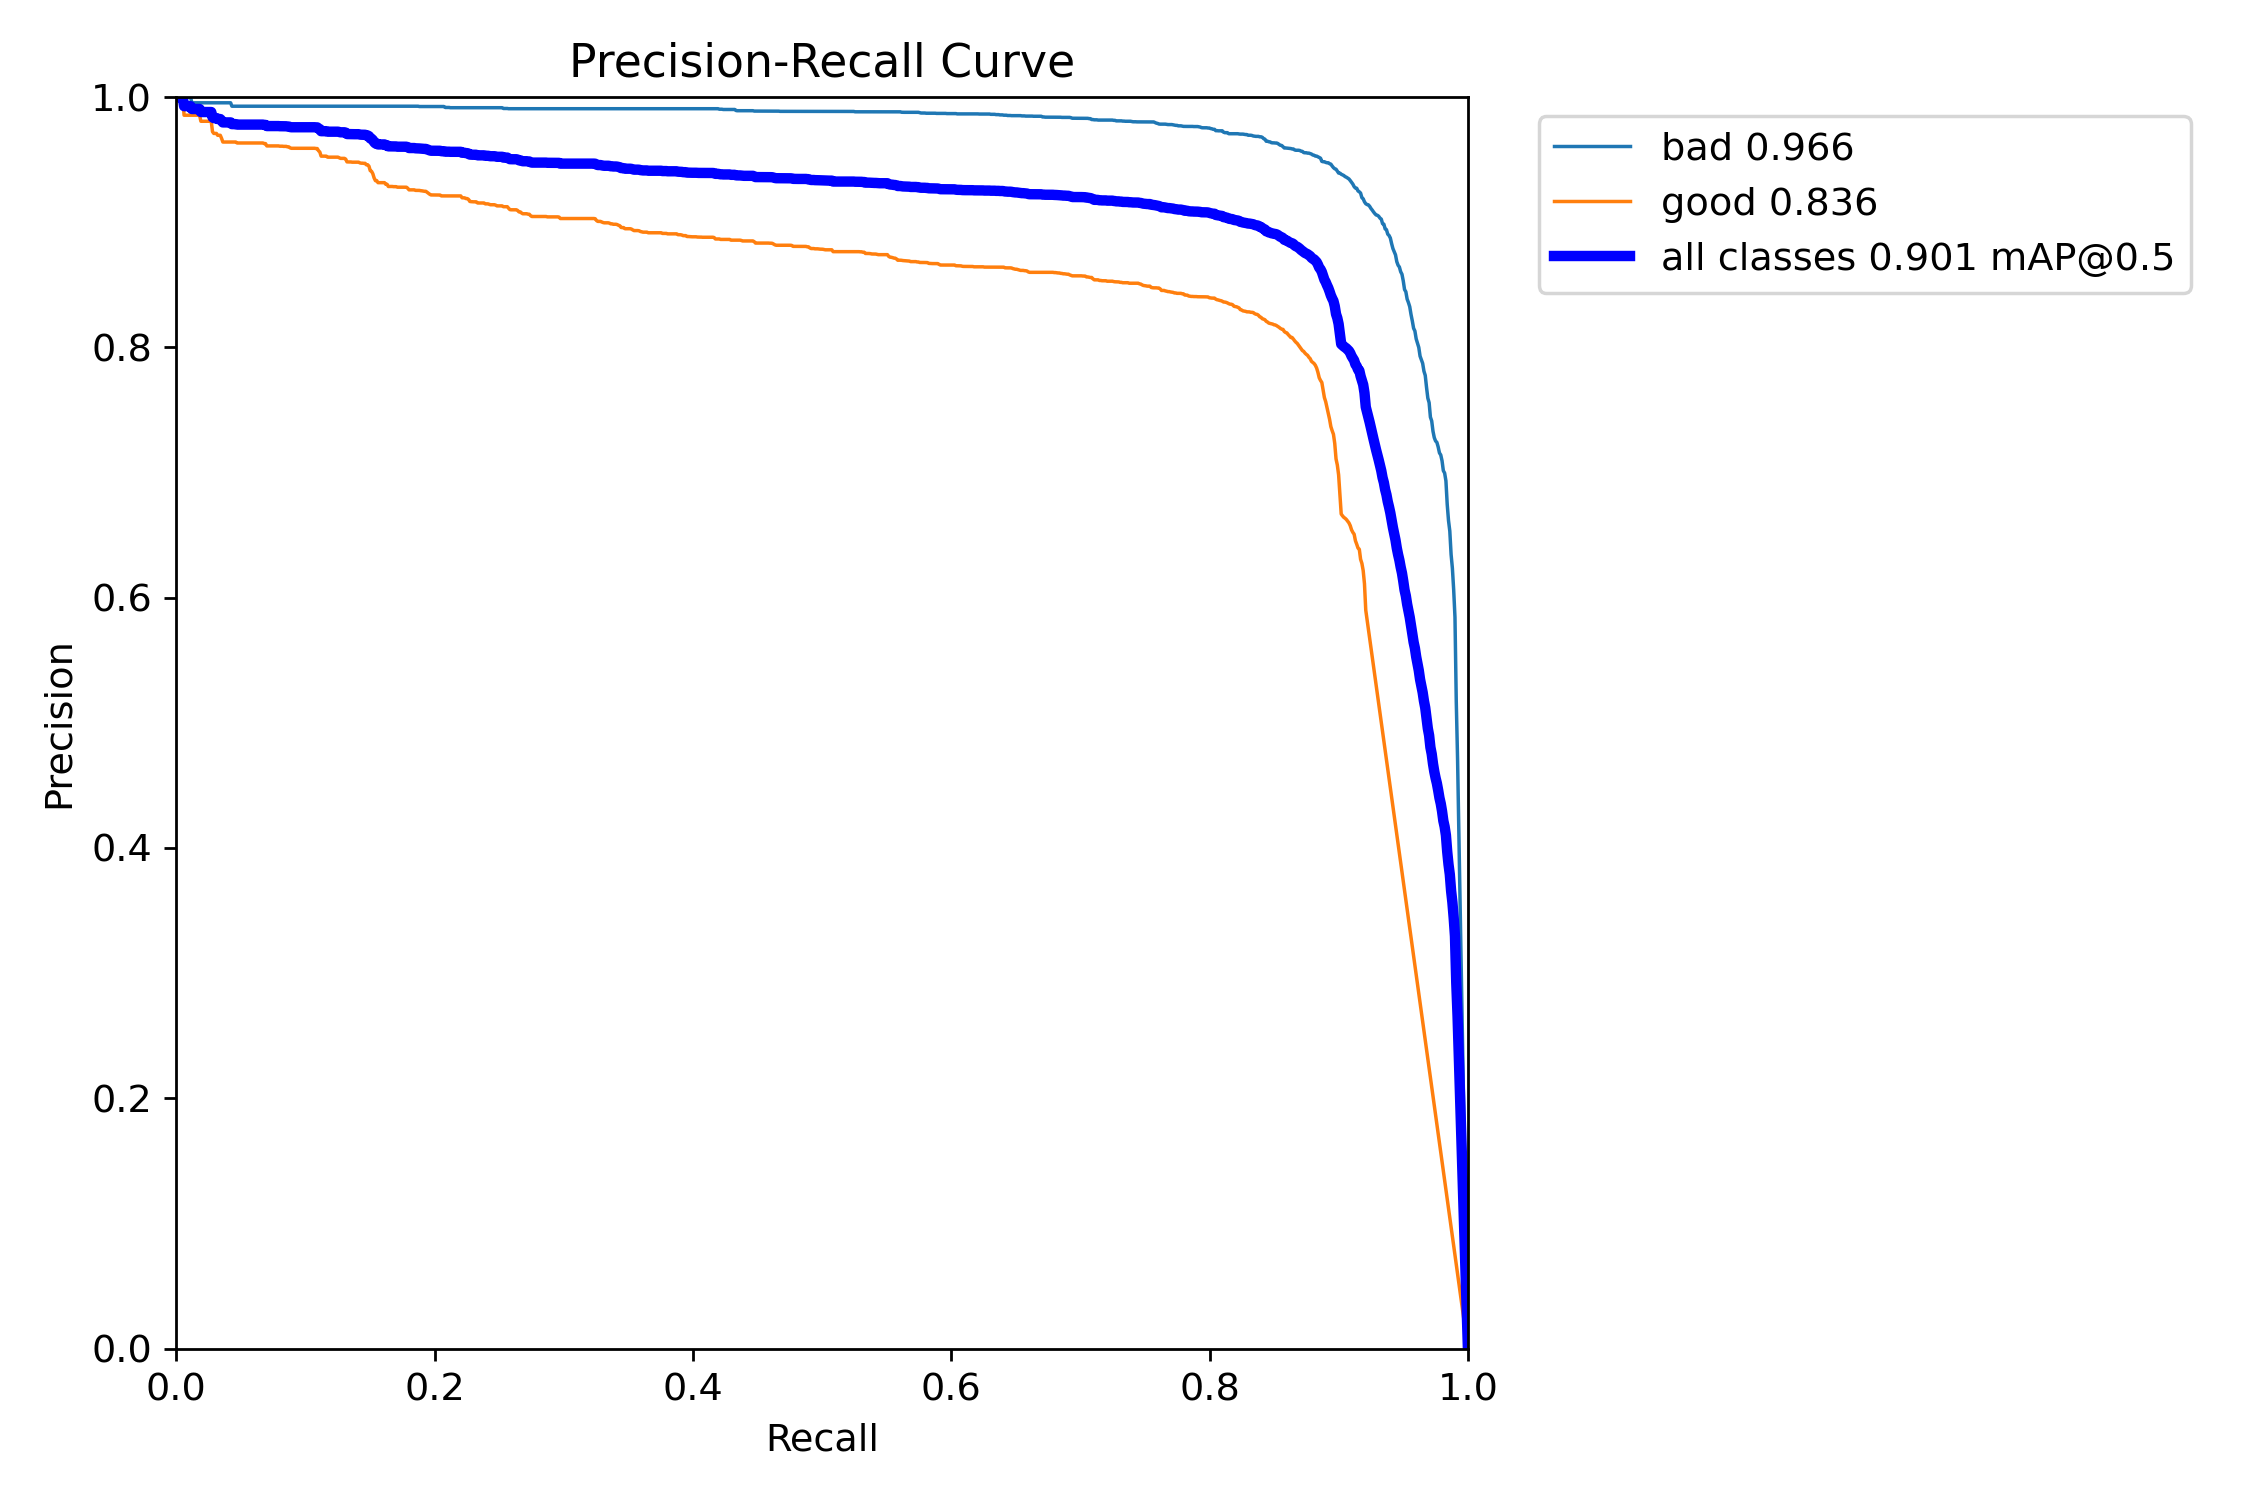 Precision-Recall Curve
1.0
0.8
0.6
0.4
0.2
0.0
Precision
0.0 0.2 0.4 0.6 0.8 1.0
Recall
bad 0.966
good 0.836
all classes 0.901 mAP@0.5